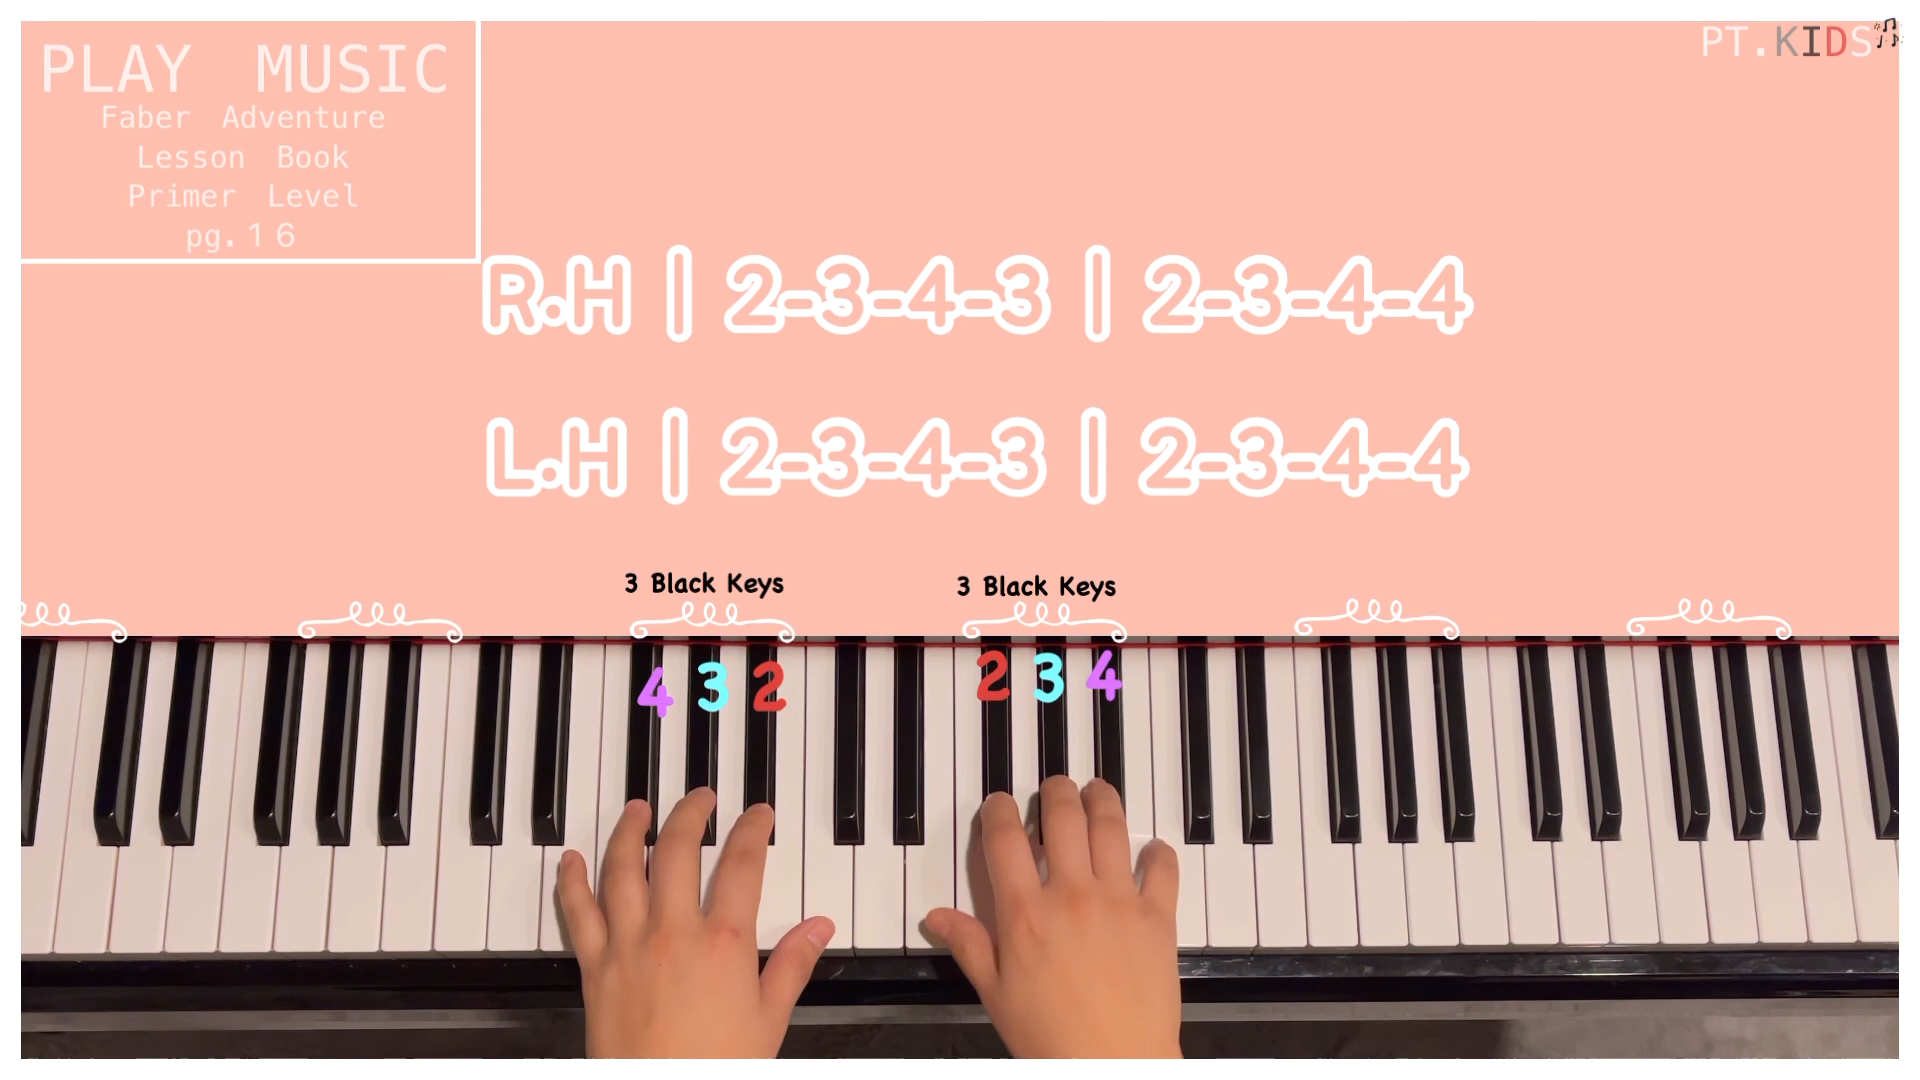 PLAY MUSIC
Faber Adventure
Lesson Book
Primer Level
pg.16
PT.KIDS
R.H | 2-3-4-3 | 2-3-4-4
L.H | 2-3-4-3 | 2-3-4-4
3 Black Keys
3 Black Keys
4 3 2
2 3 4